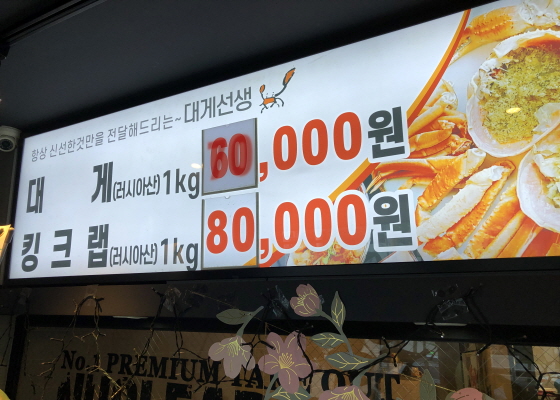 항상 신선한것만을 전달해드리는~ 대게선생
대 게(러시아산)1kg ,000원
킹크랩(러시아산)1kg 80,000원
No.1 PREMIUM TAKE OUT